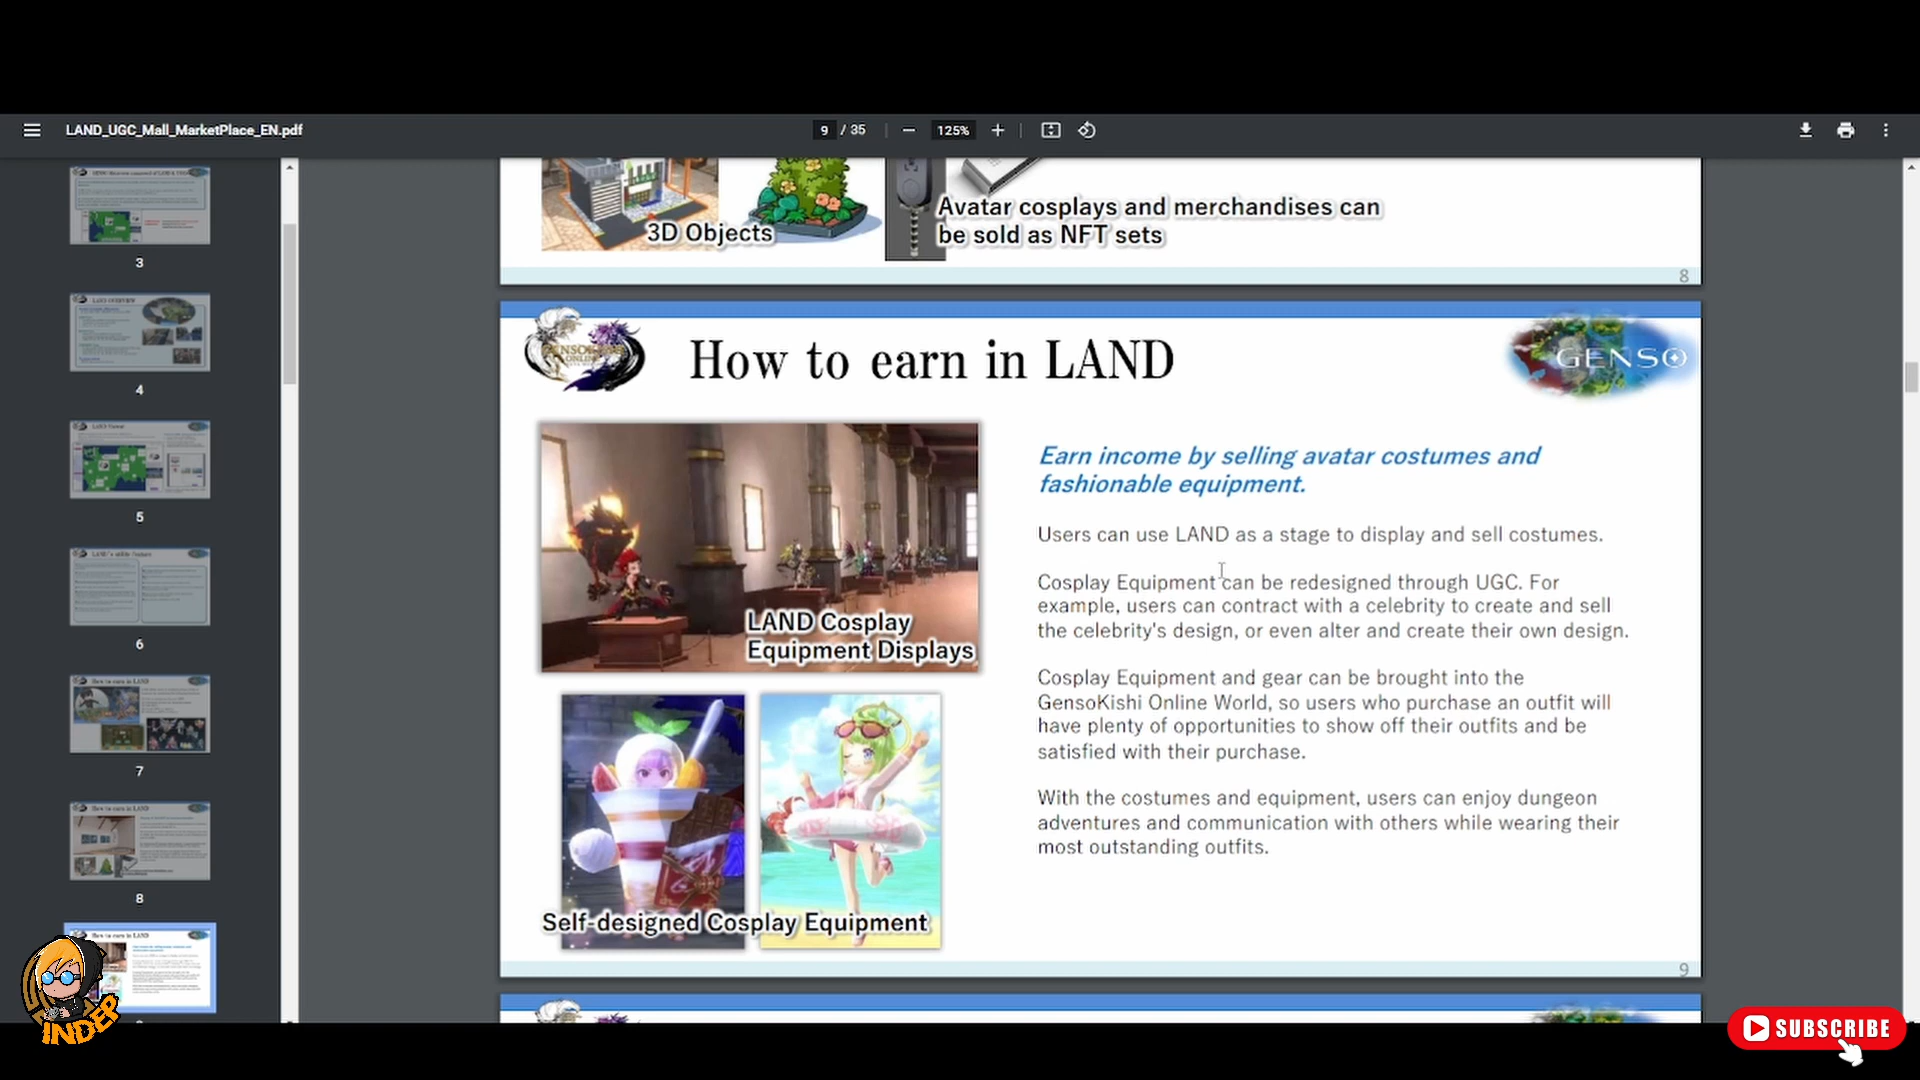 LAND_UGC_Mall_MarketPlace_EN.pdf
9 / 35
125%
3
4
5
6
7
8
How to earn in LAND
3D Objects
Avatar cosplays and merchandises can
be sold as NFT sets
8
How to earn in LAND
GENSO
LAND Cosplay
Equipment Displays
Self-designed Cosplay Equipment
Earn income by selling avatar costumes and
fashionable equipment.
Users can use LAND as a stage to display and sell costumes.
Cosplay Equipment can be redesigned through UGC. For
example, users can contract with a celebrity to create and sell
the celebrity's design, or even alter and create their own design.
Cosplay Equipment and gear can be brought into the
GensoKishi Online World, so users who purchase an outfit will
have plenty of opportunities to show off their outfits and be
satisfied with their purchase.
With the costumes and equipment, users can enjoy dungeon
adventures and communication with others while wearing their
most outstanding outfits.
9
INDEP
SUBSCRIBE